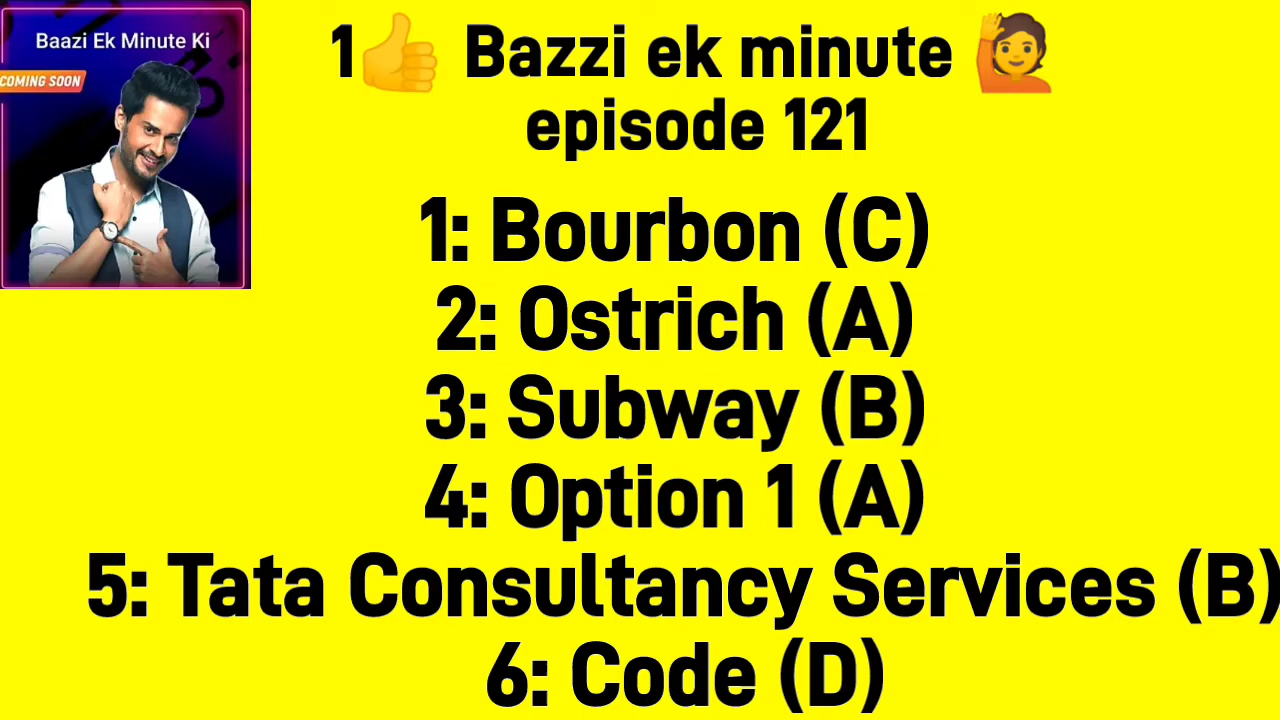 Baazi Ek Minute Ki
COMING SOON
1👍 Bazzi ek minute 🙋
episode 121
1: Bourbon (C)
2: Ostrich (A)
3: Subway (B)
4: Option 1 (A)
5: Tata Consultancy Services (B)
6: Code (D)